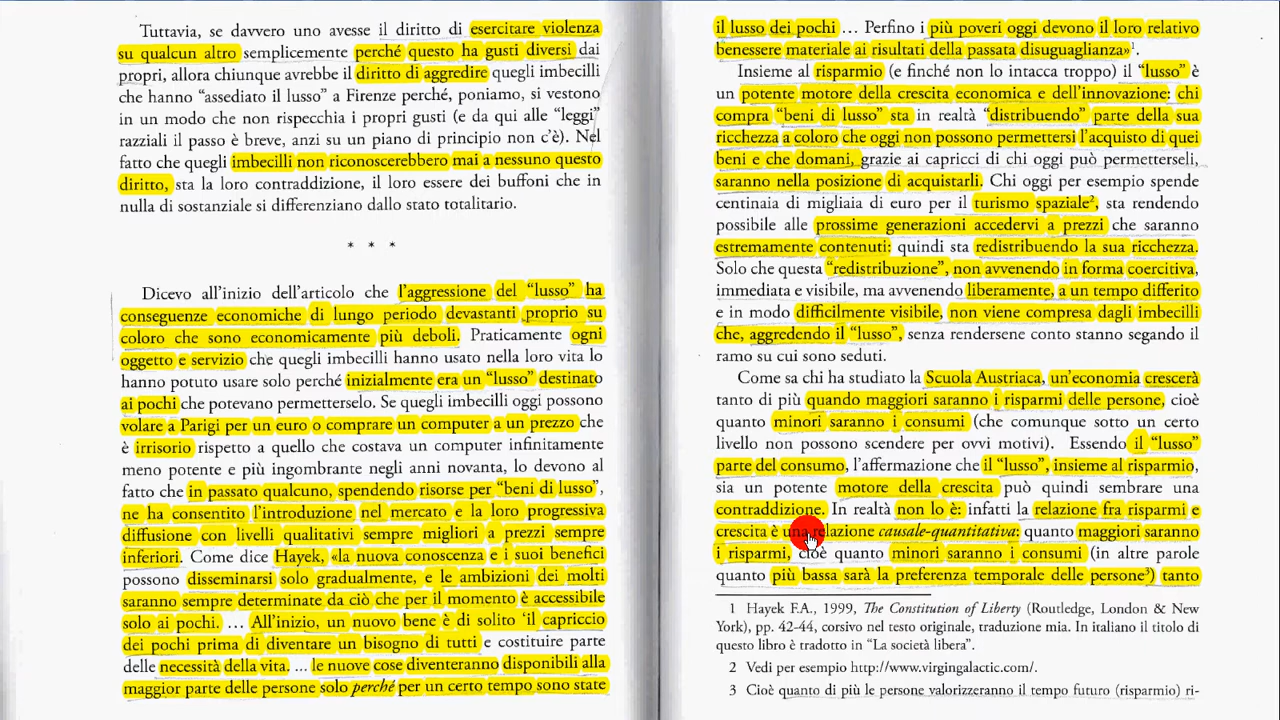 Tuttavia, se davvero uno avesse il diritto di esercitare violenza
su qualcun altro semplicemente perché questo ha gusti diversi dai
propri, allora chiunque avrebbe il diritto di aggredire quegli imbecilli
che hanno “assediato il lusso” a Firenze perché, poniamo, si vestono
in un modo che non rispecchia i propri gusti (e da qui alle “leggi”
razziali il passo è breve, anzi su un piano di principio non c’è). Nel
fatto che quegli imbecilli non riconoscerebbero mai a nessuno questo
diritto, sta la loro contraddizione, il loro essere dei buffoni che in
nulla di sostanziale si differenziano dallo stato totalitario.
* * *
Dicevo all’inizio dell’articolo che l’aggressione del “lusso” ha
conseguenze economiche di lungo periodo devastanti proprio su
coloro che sono economicamente più deboli. Praticamente ogni
oggetto e servizio che quegli imbecilli hanno usato nella loro vita lo
hanno potuto usare solo perché inizialmente era un “lusso” destinato
ai pochi che potevano permetterselo. Se quegli imbecilli oggi possono
volare a Parigi per un euro o comprare un computer a un prezzo che
è irrisorio rispetto a quello che costava un computer infinitamente
meno potente e più ingombrante negli anni novanta, lo devono al
fatto che in passato qualcuno, spendendo risorse per “beni di lusso”,
ne ha consentito l’introduzione nel mercato e la loro progressiva
diffusione con livelli qualitativi sempre migliori a prezzi sempre
inferiori. Come dice Hayek, «la nuova conoscenza e i suoi benefici
possono disseminarsi solo gradualmente, e le ambizioni dei molti
saranno sempre determinate da ciò che per il momento è accessibile
solo ai pochi. … All’inizio, un nuovo bene è di solito ‘il capriccio
dei pochi prima di diventare un bisogno di tutti e costituire parte
delle necessità della vita. ... le nuove cose diventeranno disponibili alla
maggior parte delle persone solo perché per un certo tempo sono state
il lusso dei pochi … Perfino i più poveri oggi devono il loro relativo
benessere materiale ai risultati della passata disuguaglianza»¹.
Insieme al risparmio (e finché non lo intacca troppo) il “lusso” è
un potente motore della crescita economica e dell’innovazione: chi
compra “beni di lusso” sta in realtà “distribuendo” parte della sua
ricchezza a coloro che oggi non possono permettersi l’acquisto di quei
beni e che domani, grazie ai capricci di chi oggi può permetterseli,
saranno nella posizione di acquistarli. Chi oggi per esempio spende
centinaia di migliaia di euro per il turismo spaziale², sta rendendo
possibile alle prossime generazioni accedervi a prezzi che saranno
estremamente contenuti: quindi sta redistribuendo la sua ricchezza.
Solo che questa “redistribuzione”, non avvenendo in forma coercitiva,
immediata e visibile, ma avvenendo liberamente, a un tempo differito
e in modo difficilmente visibile, non viene compresa dagli imbecilli
che, aggredendo il “lusso”, senza rendersene conto stanno segando il
ramo su cui sono seduti.
Come sa chi ha studiato la Scuola Austriaca, un’economia crescerà
tanto di più quando maggiori saranno i risparmi delle persone, cioè
quanto minori saranno i consumi (che comunque sotto un certo
livello non possono scendere per ovvi motivi). Essendo il “lusso”
parte del consumo, l’affermazione che il “lusso”, insieme al risparmio,
sia un potente motore della crescita può quindi sembrare una
contraddizione. In realtà non lo è: infatti la relazione fra risparmi e
crescita è una relazione causale-quantitativa: quanto maggiori saranno
i risparmi, cioè quanto minori saranno i consumi (in altre parole
quanto più bassa sarà la preferenza temporale delle persone³) tanto
1 Hayek F.A., 1999, The Constitution of Liberty (Routledge, London & New
York), pp. 42-44, corsivo nel testo originale, traduzione mia. In italiano il titolo di
questo libro è tradotto in “La società libera”.
2 Vedi per esempio http://www.virgingalactic.com/.
3 Cioè quanto di più le persone valorizzeranno il tempo futuro (risparmio) ri-